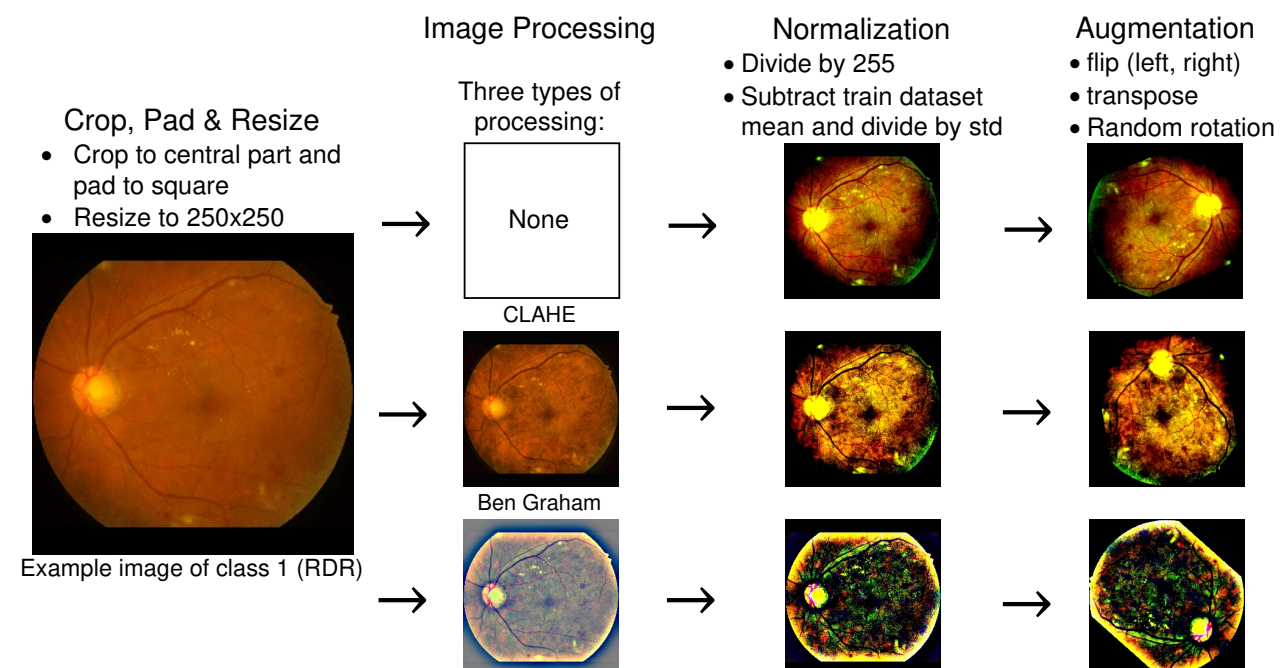 Crop, Pad & Resize
• Crop to central part and
pad to square
• Resize to 250x250
Example image of class 1 (RDR)
Image Processing
Three types of
processing:
None
CLAHE
Ben Graham
Normalization
• Divide by 255
• Subtract train dataset
mean and divide by std
Augmentation
• flip (left, right)
• transpose
• Random rotation